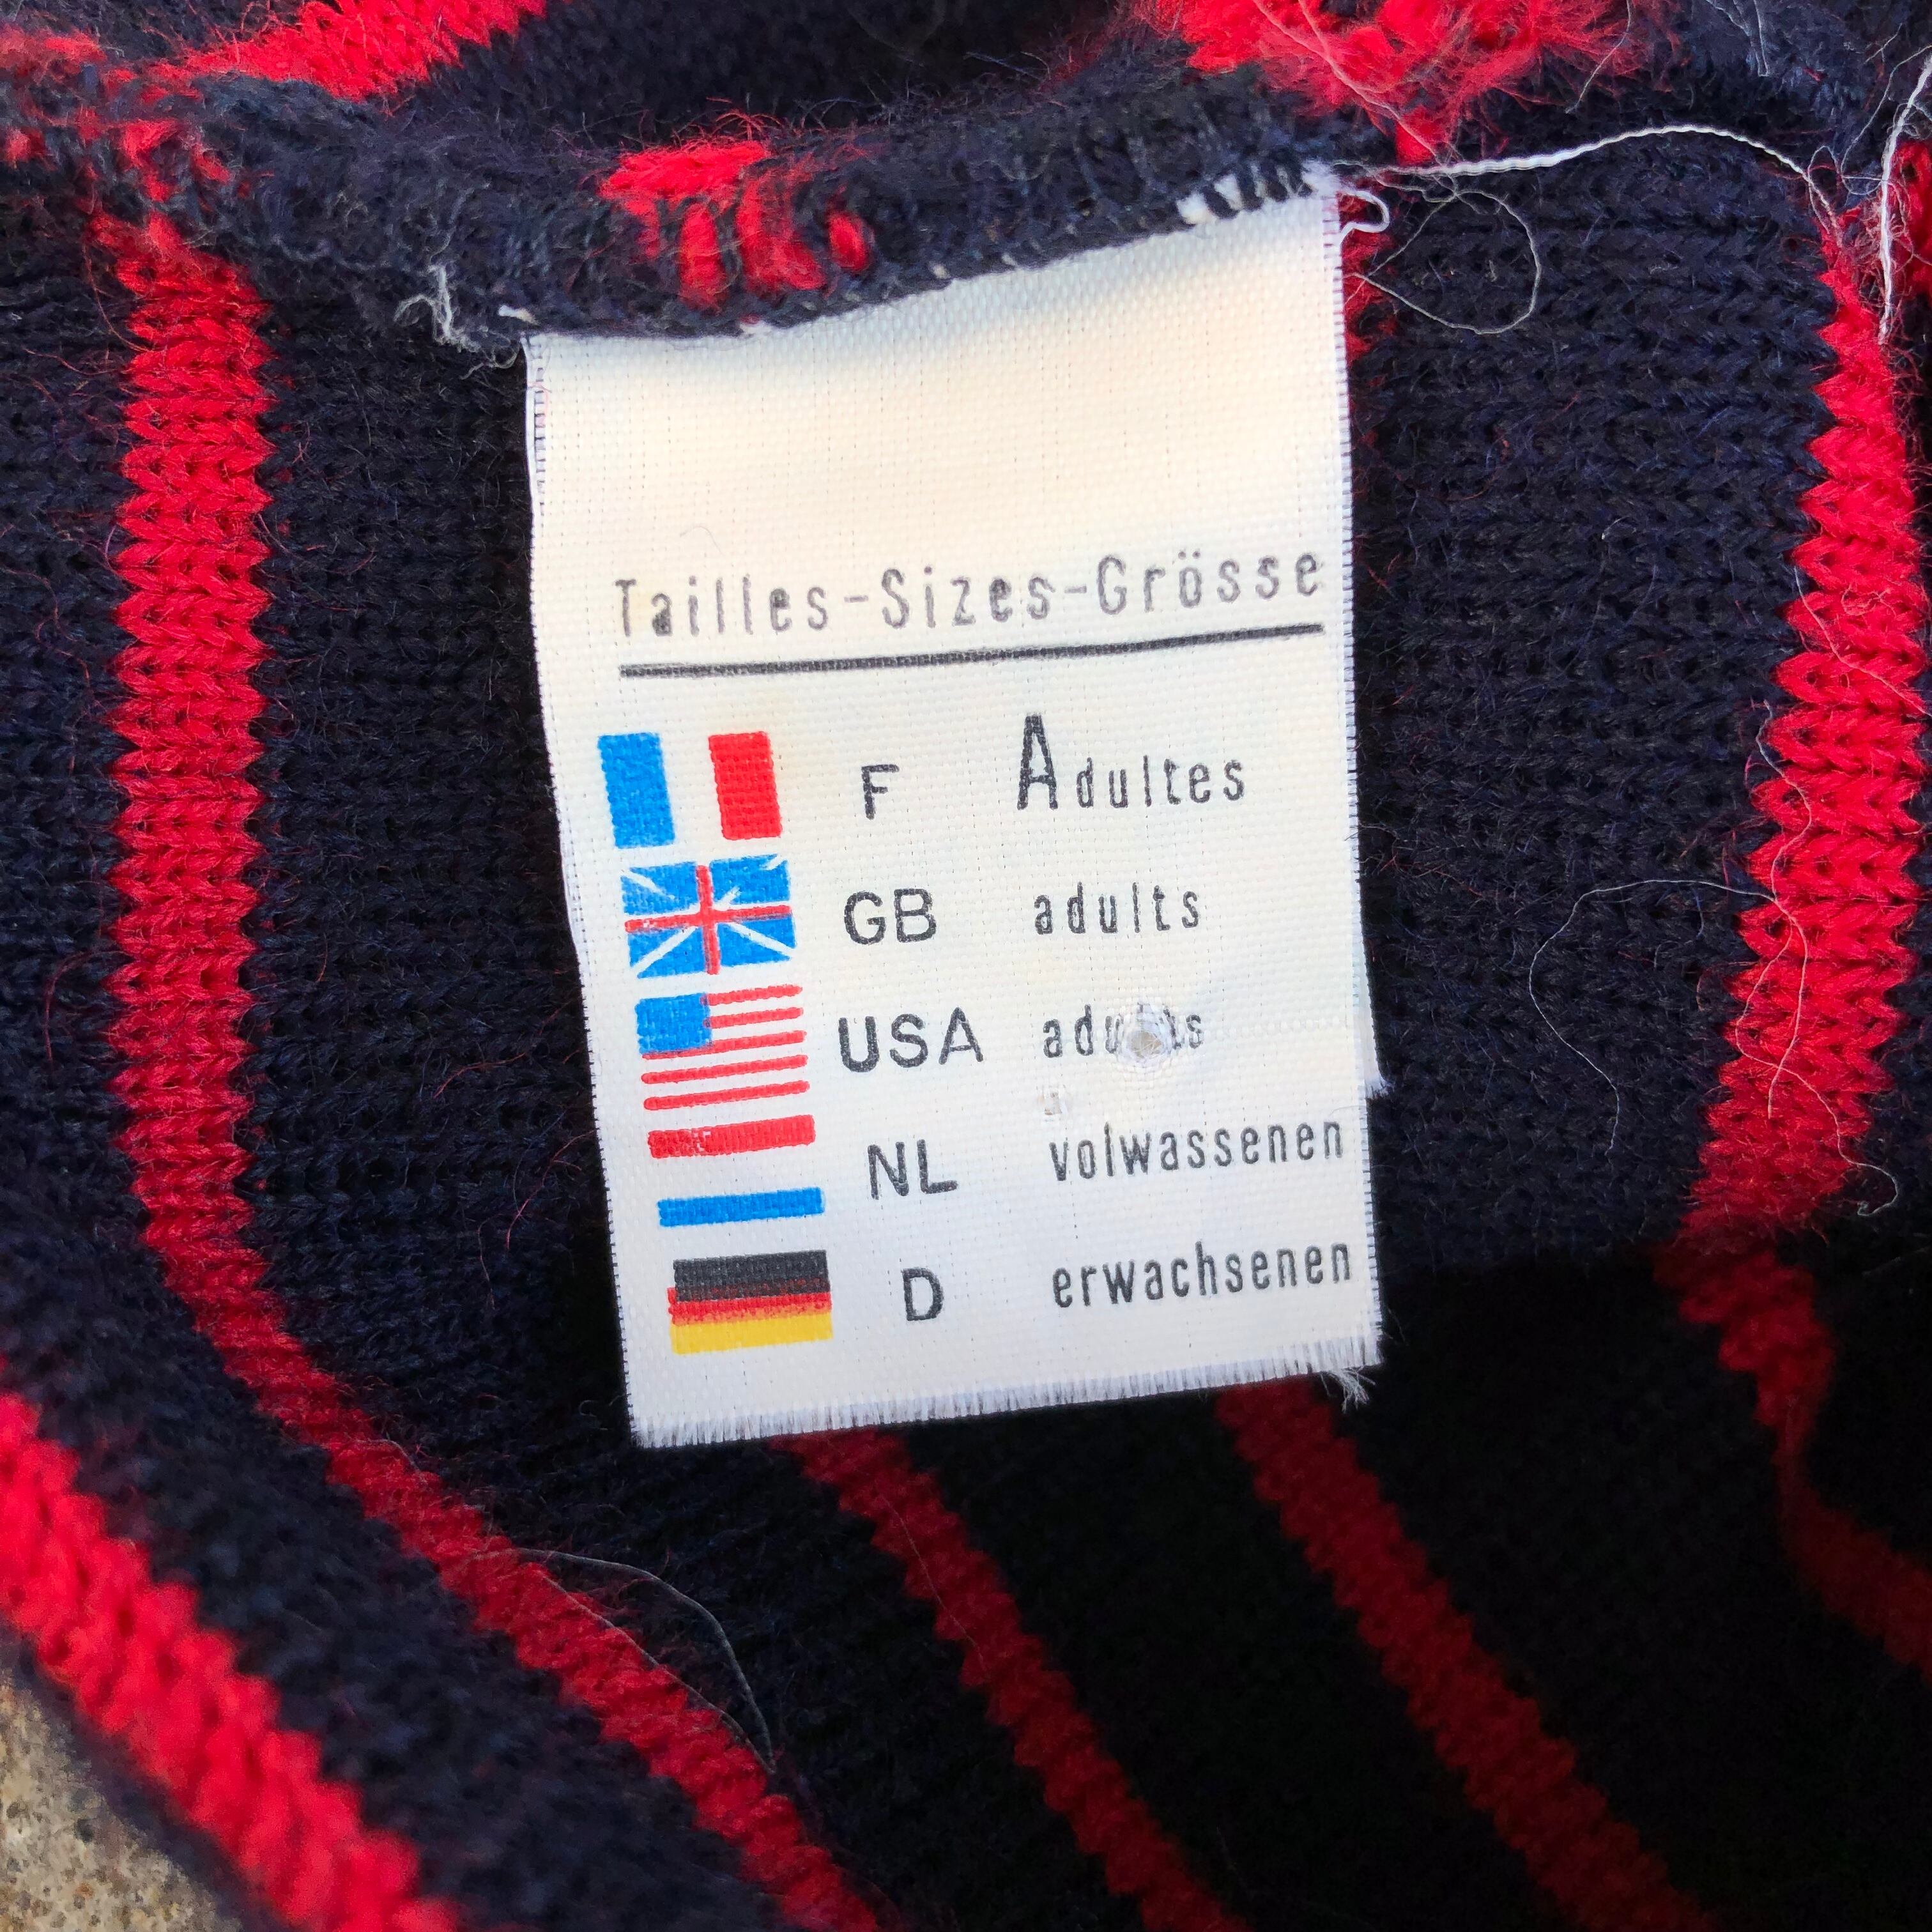 Tailles-Sizes-Grösse
F Adultes
GB adults
USA adults
NL volwassenen
D erwachsenen